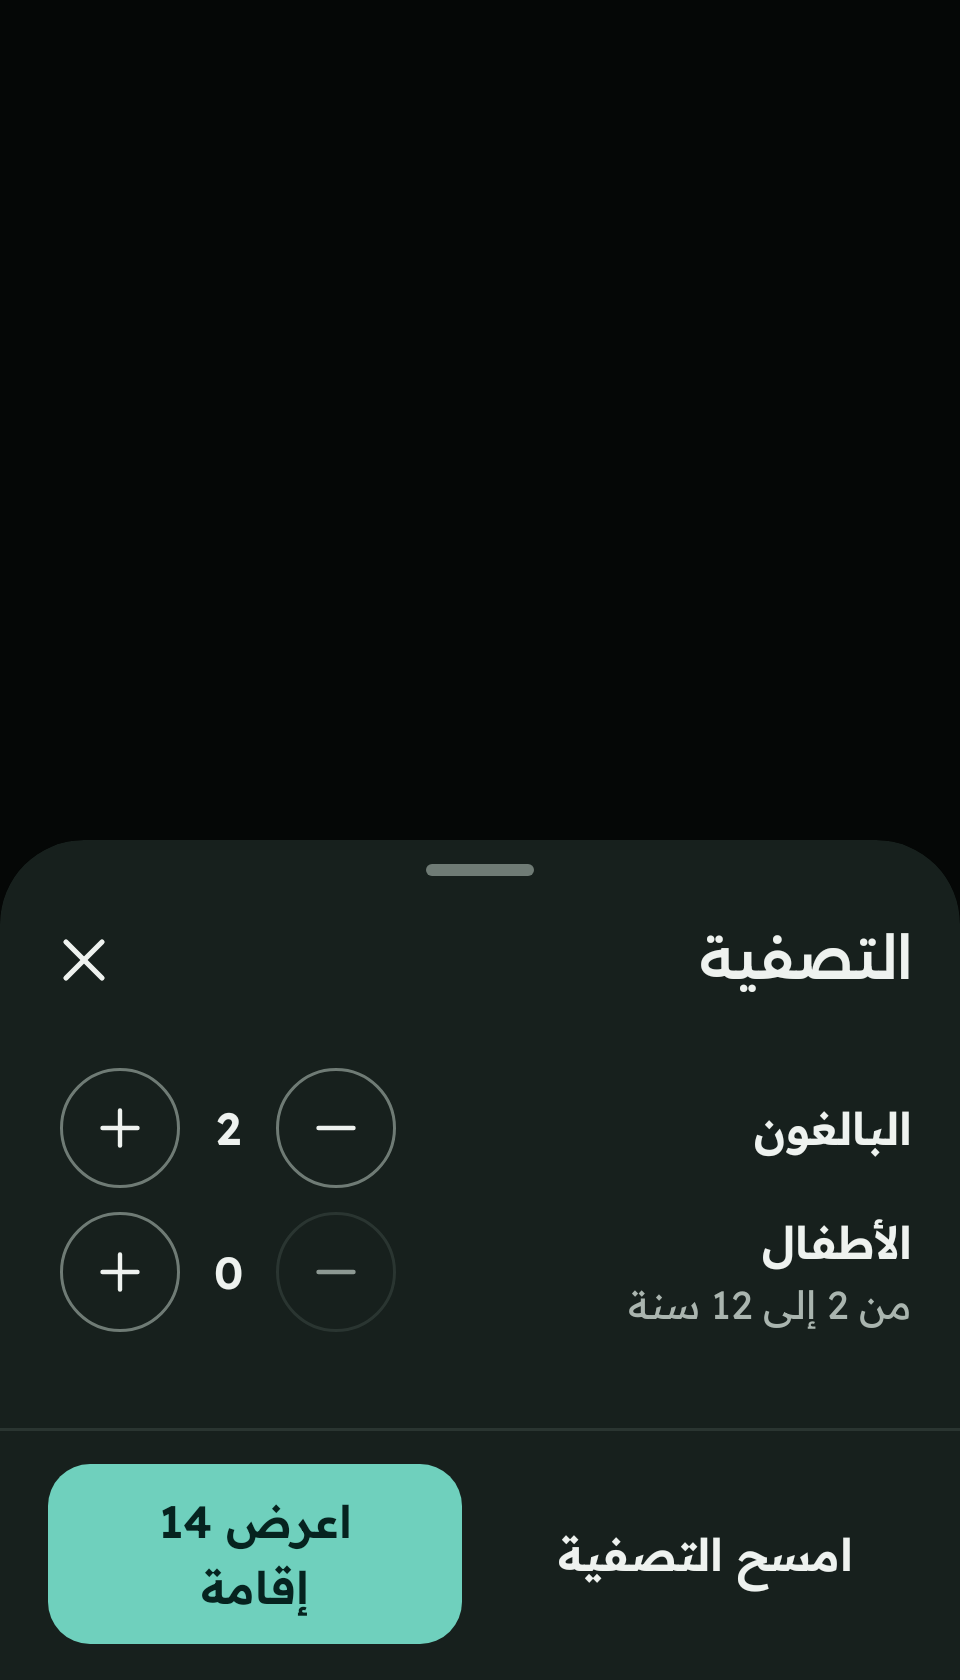 التصفية
البالغون
2
الأطفال
من 2 إلى 12 سنة
0
امسح التصفية
اعرض 14
إقامة